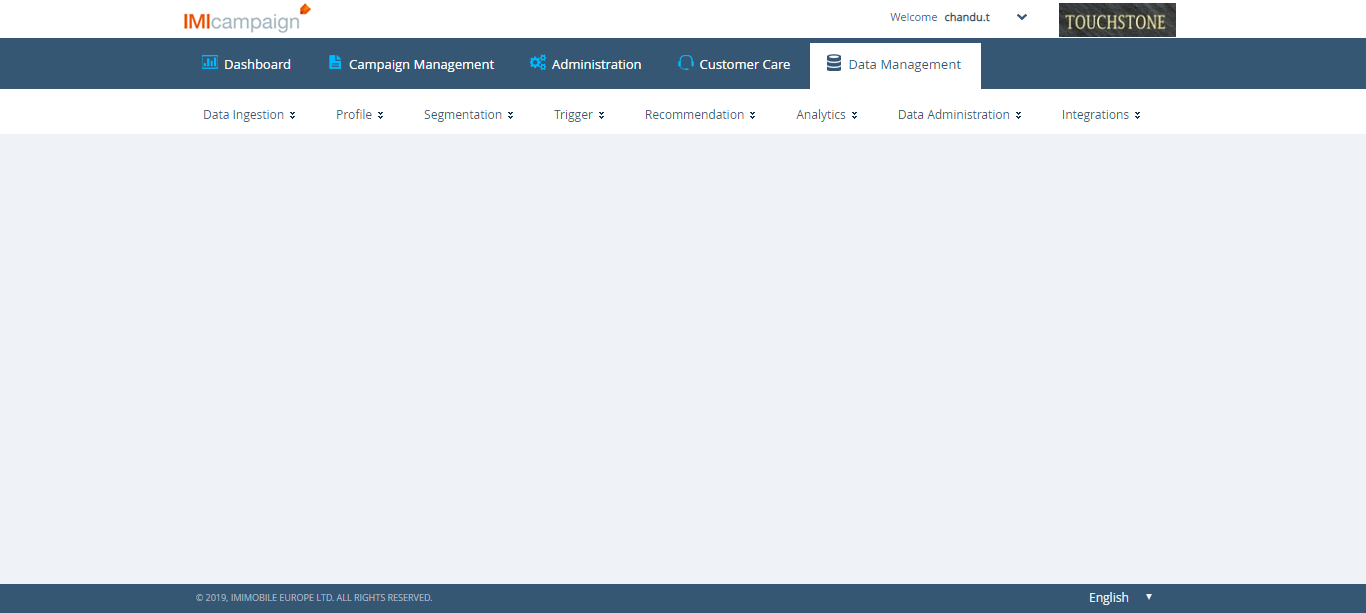 IMIcampaign
Welcome chandu.t
TOUCHSTONE
Dashboard Campaign Management Administration Customer Care Data Management
Data Ingestion Profile Segmentation Trigger Recommendation Analytics Data Administration Integrations
© 2019, IMIMOBILE EUROPE LTD. ALL RIGHTS RESERVED.
English